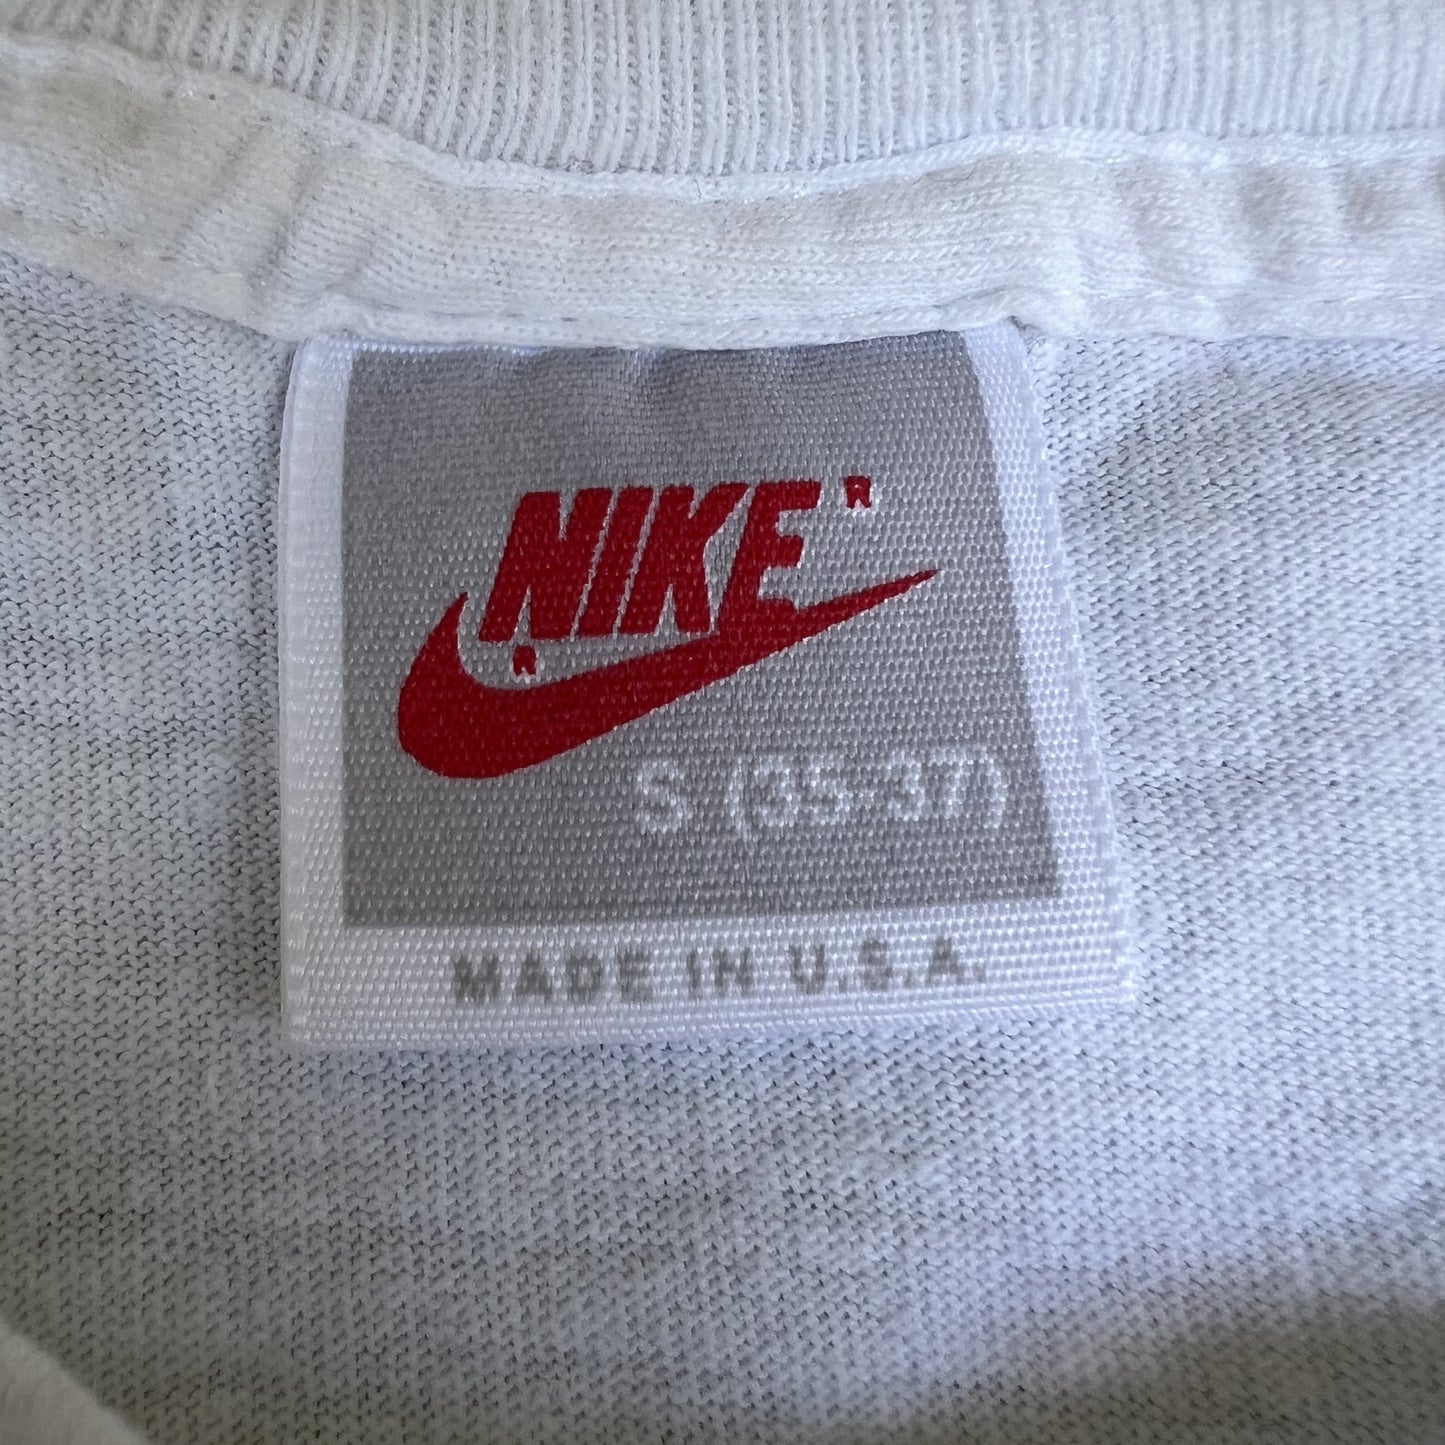 NIKE R
R
S (35-37)
MADE IN U.S.A.